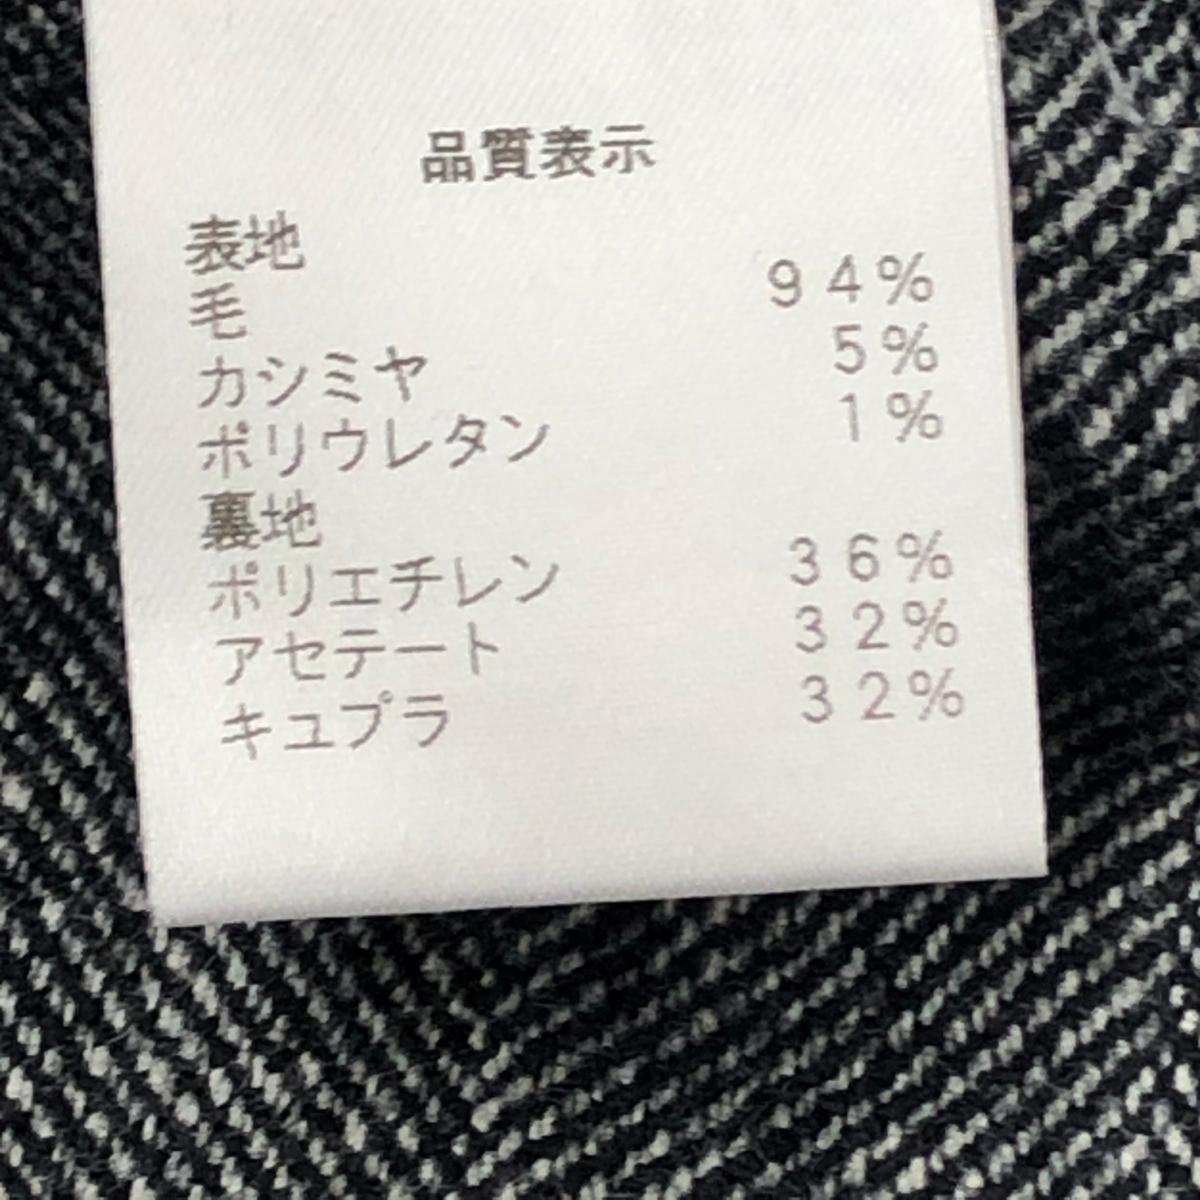 品質表示
表地
毛 94%
カシミヤ 5%
ポリウレタン 1%
裏地
ポリエチレン 36%
アセテート 32%
キュプラ 32%